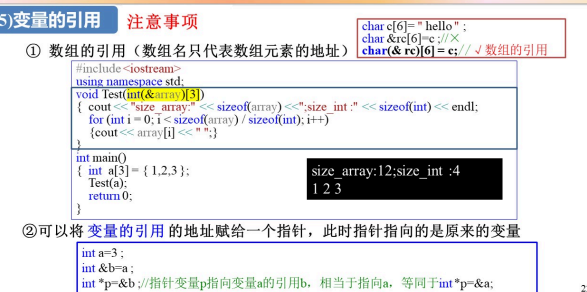 5)变量的引用 注意事项
char c[6]= " hello " ;
char &rc[6]=c ;//×
char(& rc)[6] = c;// √ 数组的引用
① 数组的引用（数组名只代表数组元素的地址）
#include <iostream>
using namespace std;
void Test(int(&array)[3])
{ cout << "size_array:" << sizeof(array) <<";size_int :" << sizeof(int) << endl;
for (int i = 0; i < sizeof(array) / sizeof(int); i++)
{cout<< array[i] << " ";}
}
int main()
{ int a[3] = { 1,2,3 };
Test(a);
return 0;
}
size_array:12;size_int :4
1 2 3
②可以将 变量的引用 的地址赋给一个指针，此时指针指向的是原来的变量
int a=3 ;
int &b=a ;
int *p=&b ;//指针变量p指向变量a的引用b，相当于指向a，等同于int*p=&a;